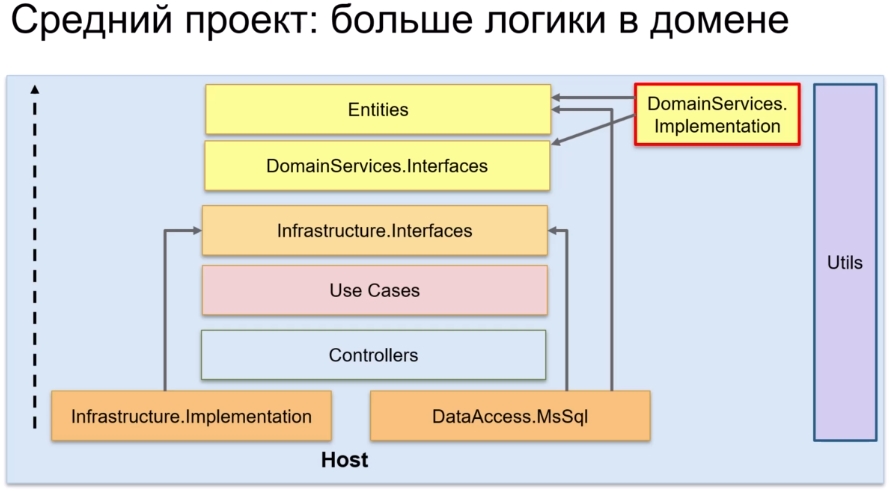 Средний проект: больше логики в домене
Entities
DomainServices.
Implementation
DomainServices.Interfaces
Infrastructure.Interfaces
Utils
Use Cases
Controllers
Infrastructure.Implementation
DataAccess.MsSql
Host